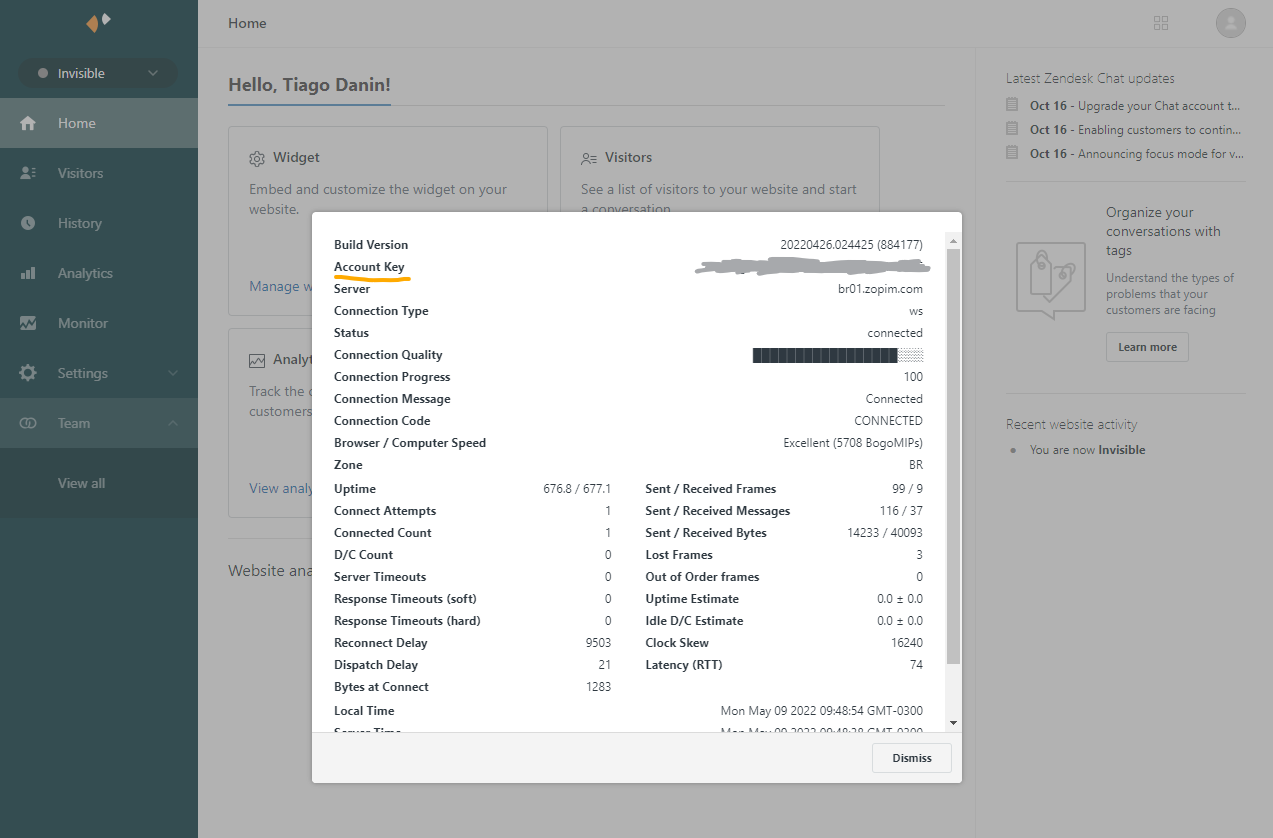 Home
Invisible
Home
Visitors
History
Analytics
Monitor
Settings
Team
View all
Hello, Tiago Danin!
Widget
Embed and customize the widget on your
website.
Manage w
Visitors
See a list of visitors to your website and start
a conversation
Analyt
Track the
customers
View analy
Website ana
Build Version 20220426.024425 (884177)
Account Key
Server br01.zopim.com
Connection Type ws
Status connected
Connection Quality
Connection Progress 100
Connection Message Connected
Connection Code CONNECTED
Browser / Computer Speed Excellent (5708 BogoMIPs)
Zone BR
Uptime 676.8 / 677.1 Sent / Received Frames 99 / 9
Connect Attempts 1 Sent / Received Messages 116 / 37
Connected Count 1 Sent / Received Bytes 14233 / 40093
D/C Count 0 Lost Frames 3
Server Timeouts 0 Out of Order frames 0
Response Timeouts (soft) 0 Uptime Estimate 0.0 ± 0.0
Response Timeouts (hard) 0 Idle D/C Estimate 0.0 ± 0.0
Reconnect Delay 9503 Clock Skew 16240
Dispatch Delay 21 Latency (RTT) 74
Bytes at Connect 1283
Local Time Mon May 09 2022 09:48:54 GMT-0300
Server Time Mon May 09 2022 09:48:38 GMT-0300
Dismiss
Latest Zendesk Chat updates
Oct 16 - Upgrade your Chat account t...
Oct 16 - Enabling customers to contin...
Oct 16 - Announcing focus mode for v...
Organize your
conversations with
tags
Understand the types of
problems that your
customers are facing
Learn more
Recent website activity
You are now Invisible